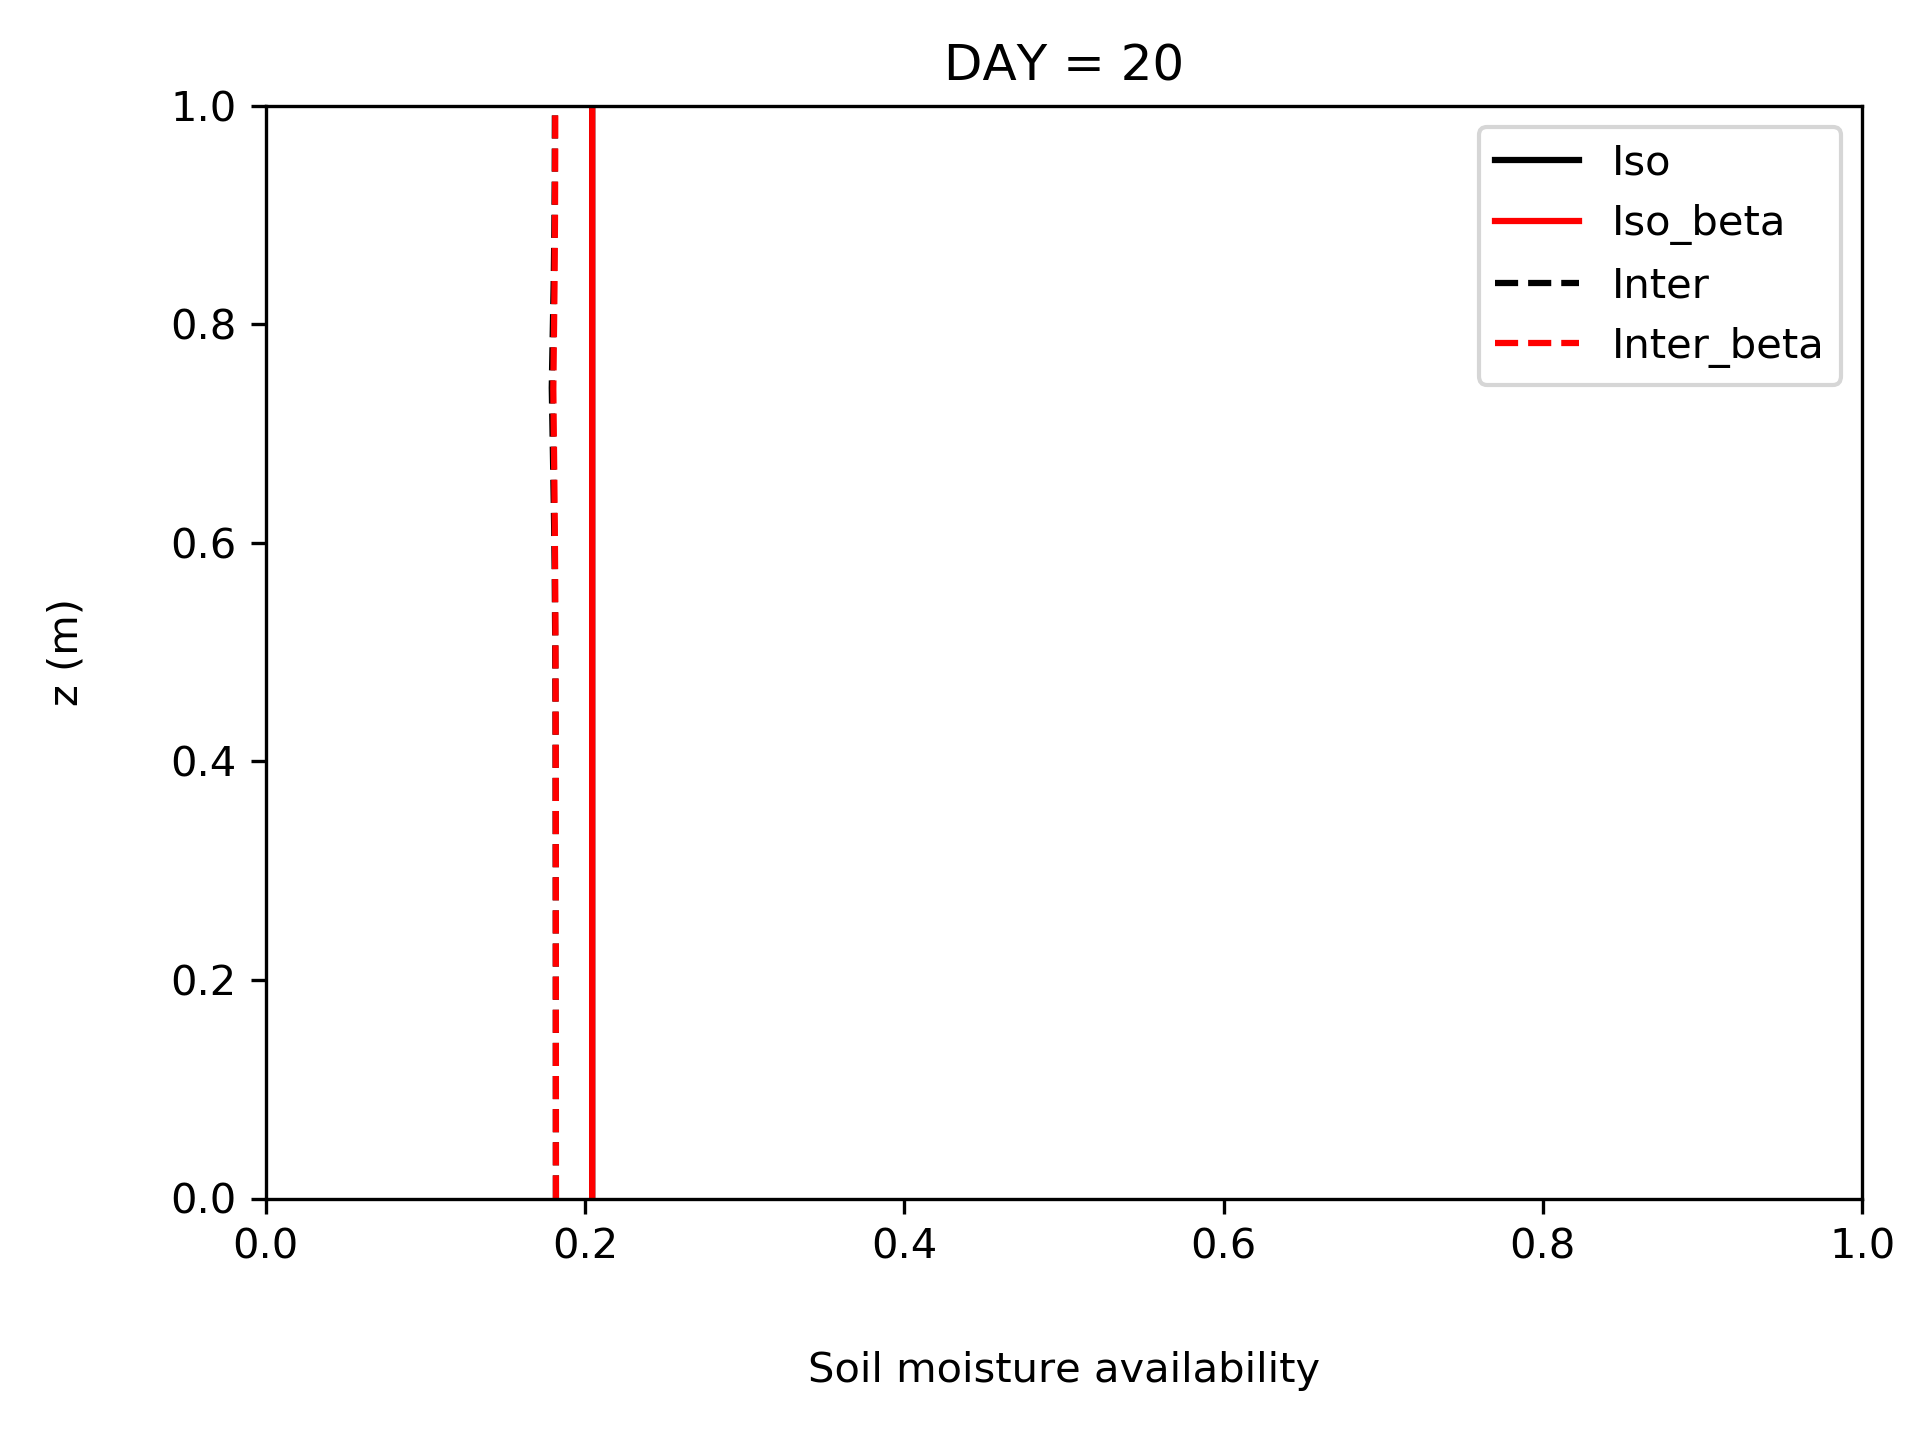 DAY = 20
1.0
0.8
0.6
0.4
0.2
0.0
z (m)
0.0 0.2 0.4 0.6 0.8 1.0
Soil moisture availability
Iso
Iso_beta
Inter
Inter_beta